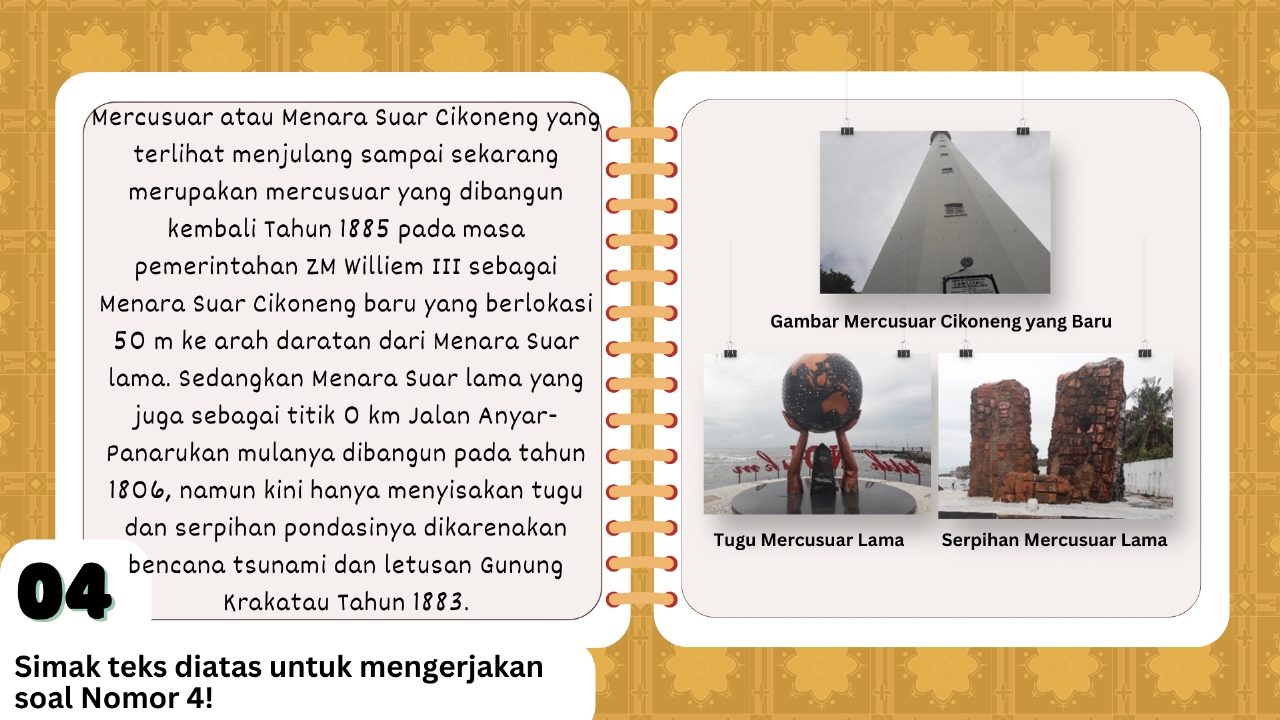 Mercusuar atau Menara Suar Cikoneng yang
terlihat menjulang sampai sekarang
merupakan mercusuar yang dibangun
kembali Tahun 1885 pada masa
pemerintahan ZM Williem III sebagai
Menara Suar Cikoneng baru yang berlokasi
50 m ke arah daratan dari Menara Suar
lama. Sedangkan Menara Suar lama yang
juga sebagai titik 0 km Jalan Anyar-
Panarukan mulanya dibangun pada tahun
1806, namun kini hanya menyisakan tugu
dan serpihan pondasinya dikarenakan
bencana tsunami dan letusan Gunung
Krakatau Tahun 1883.
04
Simak teks diatas untuk mengerjakan
soal Nomor 4!
Gambar Mercusuar Cikoneng yang Baru
Tugu Mercusuar Lama
Serpihan Mercusuar Lama